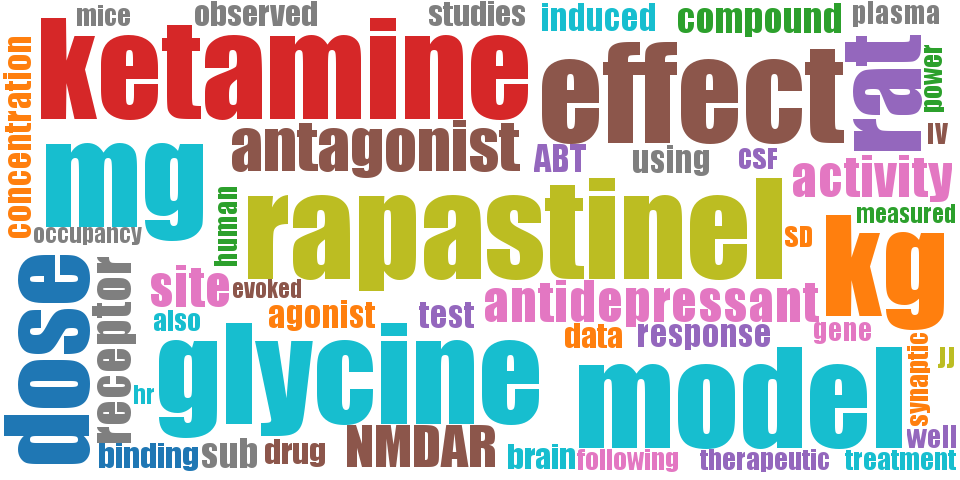 mice
observed
studies
induced
compound
plasma
concentration
ketamine
effect
rat
power
IV
antagonist
ABT
using
CSF
activity
mg
occupancy
human
rapastinel
measured
SD
kg
dose
receptor
site
evoked
antidepressant
also
agonist
test
data
response
gene
synaptic
JJ
hr
glycine
model
binding
sub
drug
NMDAR
brain
following
therapeutic
well
treatment